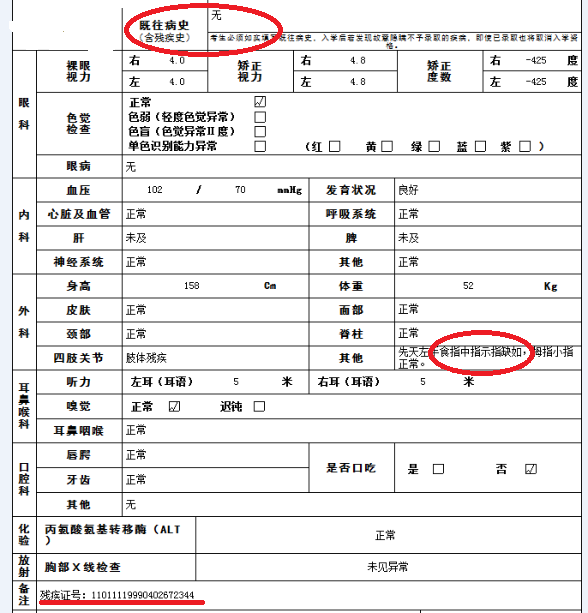 既往病史 无
(含残疾史) 考生必须如实填写既往病史，入学后若发现故意隐瞒不予录取的疾病，即使已录取也将取消入学资格。
眼科
裸眼视力 右 4.0 矫正视力 右 4.8 矫正度数 右 -425 度
左 4.0 左 4.8 左 -425 度
色觉检查 正常 ☑
色弱（轻度色觉异常） □
色盲（色觉异常II度） □
单色识别能力异常 □ （红 □ 黄 □ 绿 □ 蓝 □ 紫 □ ）
眼病 无
内科
血压 102 / 70 mmHg 发育状况 良好
心脏及血管 正常 呼吸系统 正常
肝 未及 脾 未及
神经系统 正常 其他 正常
外科
身高 158 Cm 体重 52 Kg
皮肤 正常 面部 正常
颈部 正常 脊柱 正常
四肢关节 肢体残疾 其他 先天左手食指中指示指缺如，拇指小指
正常。
耳鼻喉科
听力 左耳（耳语） 5 米 右耳（耳语） 5 米
嗅觉 正常 ☑ 迟钝 □
耳鼻咽喉 正常
口腔科
唇腭 正常 是否口吃 是 □ 否 ☑
牙齿 正常
其他 无
化验 丙氨酸氨基转移酶（ALT
） 正常
放射 胸部X线检查 未见异常
备注 残疾证号：11011119990402672344